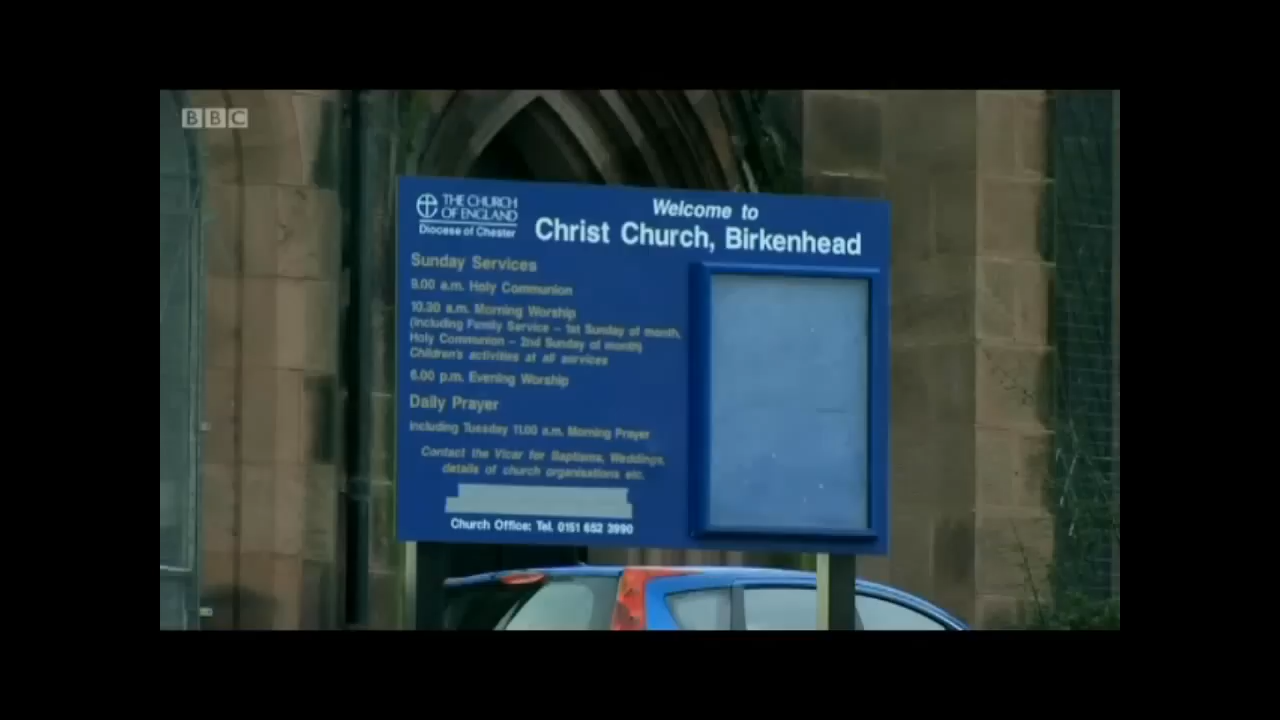 BBC
THE CHURCH
OF ENGLAND
Diocese of Chester
Welcome to
Christ Church, Birkenhead
Sunday Services
9.00 a.m. Holy Communion
10.30 a.m. Morning Worship
(including Family Service – 1st Sunday of month,
Holy Communion – 2nd Sunday of month)
Children's activities at all services
6.00 p.m. Evening Worship
Daily Prayer
including Tuesday 11.00 a.m. Morning Prayer
Contact the Vicar for Baptisms, Weddings,
details of church organisations etc.
Church Office: Tel. 0151 652 3990